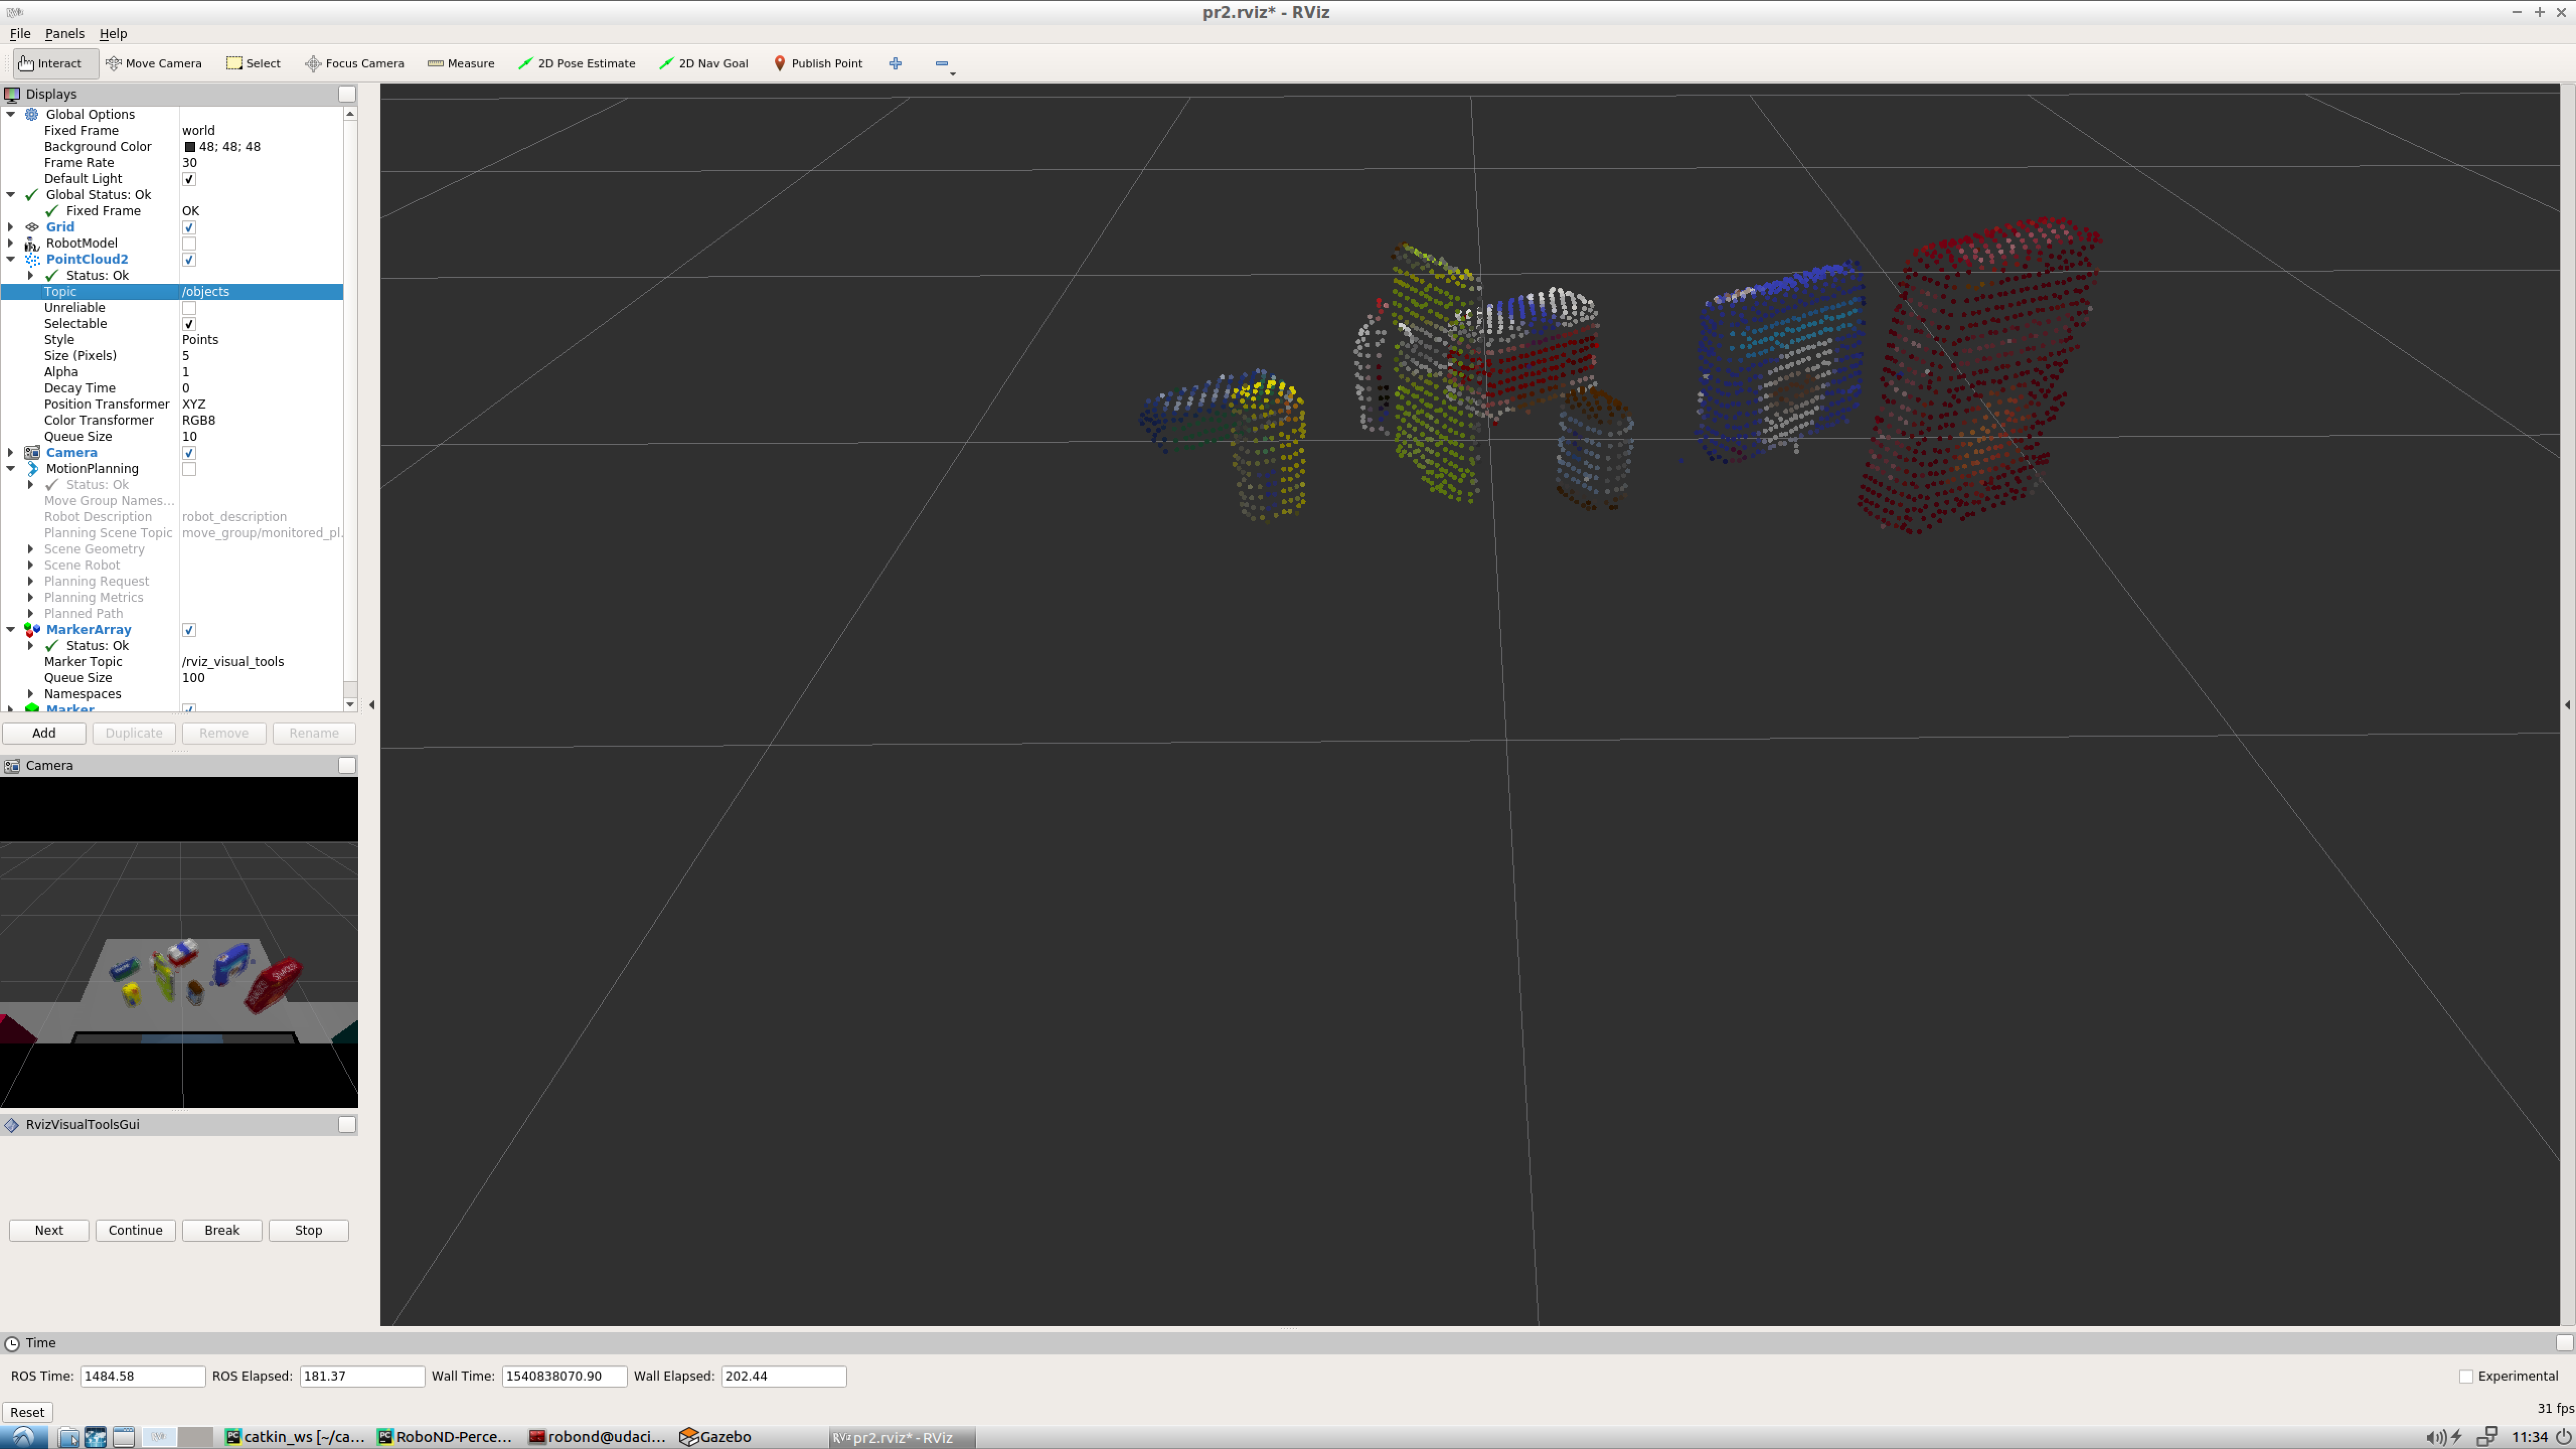 RViz
pr2.rviz* - RViz
File Panels Help
Interact Move Camera Select Focus Camera Measure 2D Pose Estimate 2D Nav Goal Publish Point
Displays
Global Options
Fixed Frame world
Background Color 48; 48; 48
Frame Rate 30
Default Light
Global Status: Ok
Fixed Frame OK
Grid
RobotModel
PointCloud2
Status: Ok
Topic /objects
Unreliable
Selectable
Style Points
Size (Pixels) 5
Alpha 1
Decay Time 0
Position Transformer XYZ
Color Transformer RGB8
Queue Size 10
Camera
MotionPlanning
Status: Ok
Move Group Names...
Robot Description robot_description
Planning Scene Topic move_group/monitored_pl.
Scene Geometry
Scene Robot
Planning Request
Planning Metrics
Planned Path
MarkerArray
Status: Ok
Marker Topic /rviz_visual_tools
Queue Size 100
Namespaces
Marker
Add Duplicate Remove Rename
Camera
RvizVisualToolsGui
Next Continue Break Stop
Time
ROS Time: 1484.58 ROS Elapsed: 181.37 Wall Time: 1540838070.90 Wall Elapsed: 202.44 Experimental
Reset 31 fps
catkin_ws [~/ca... RoboND-Perce... robond@udaci... Gazebo pr2.rviz* - RViz 11:34